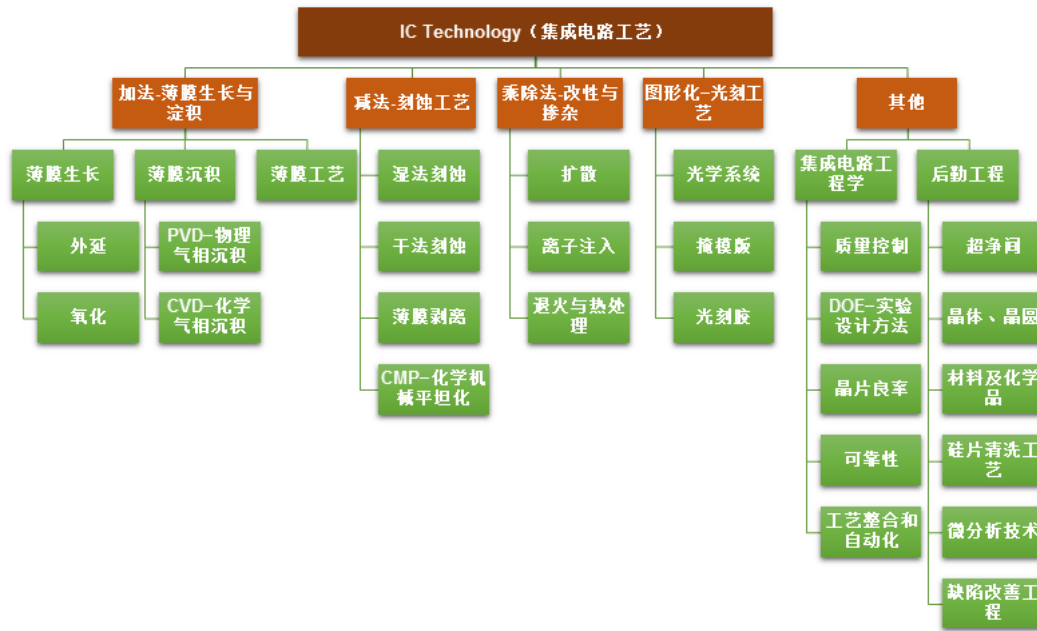 IC Technology（集成电路工艺）
加法-薄膜生长与
淀积
减法-刻蚀工艺
乘除法-改性与
掺杂
图形化-光刻工
艺
其他
薄膜生长
薄膜沉积
薄膜工艺
湿法刻蚀
扩散
光学系统
集成电路工
程学
后勤工程
外延
PVD-物理
气相沉积
干法刻蚀
离子注入
掩模版
质量控制
超净间
氧化
CVD-化学
气相沉积
薄膜剥离
退火与热处
理
光刻胶
DOE-实验
设计方法
晶体、晶圆
CMP-化学机
械平坦化
晶片良率
材料及化学
品
可靠性
硅片清洗工
艺
工艺整合和
自动化
微分析技术
缺陷改善工
程